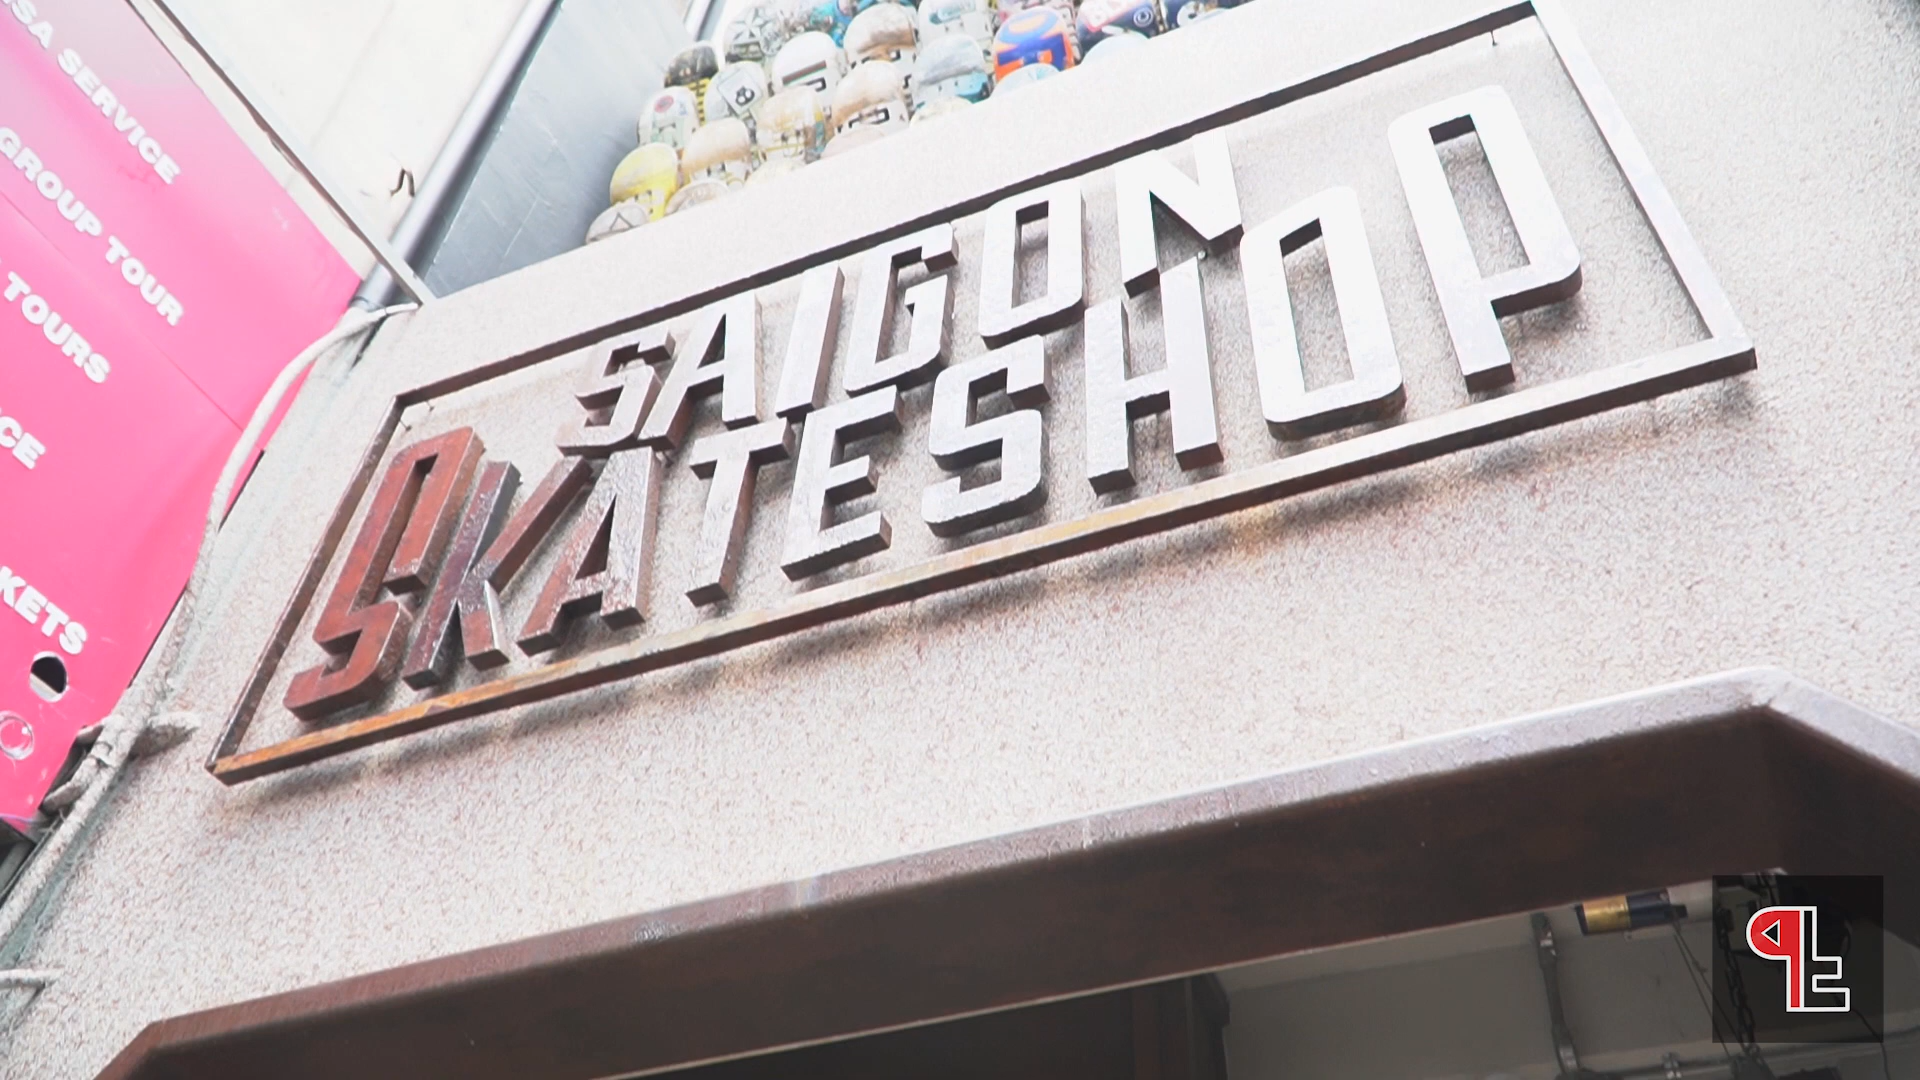 SAIGON
SKATESHOP
SA SERVICE
GROUP TOUR
TOURS
CE
KETS